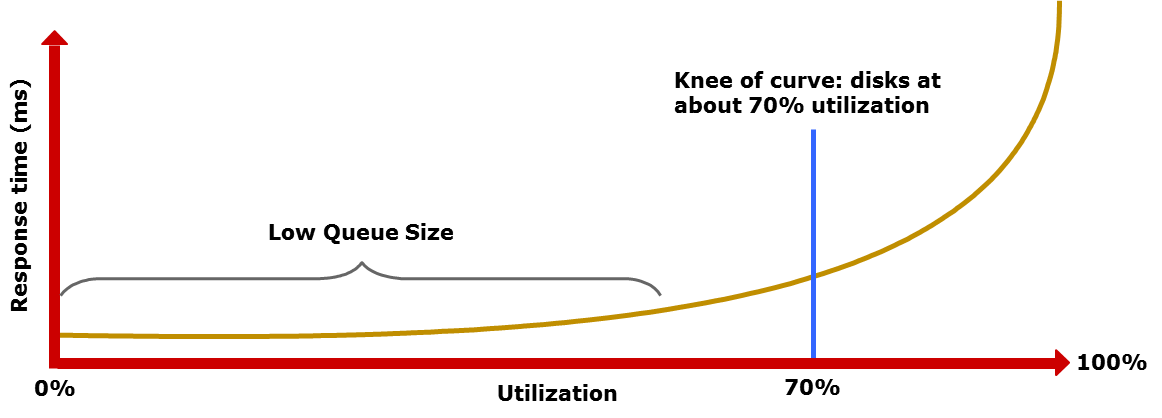 Knee of curve: disks at
about 70% utilization
Response time (ms)
Low Queue Size
100%
0%
Utilization
70%